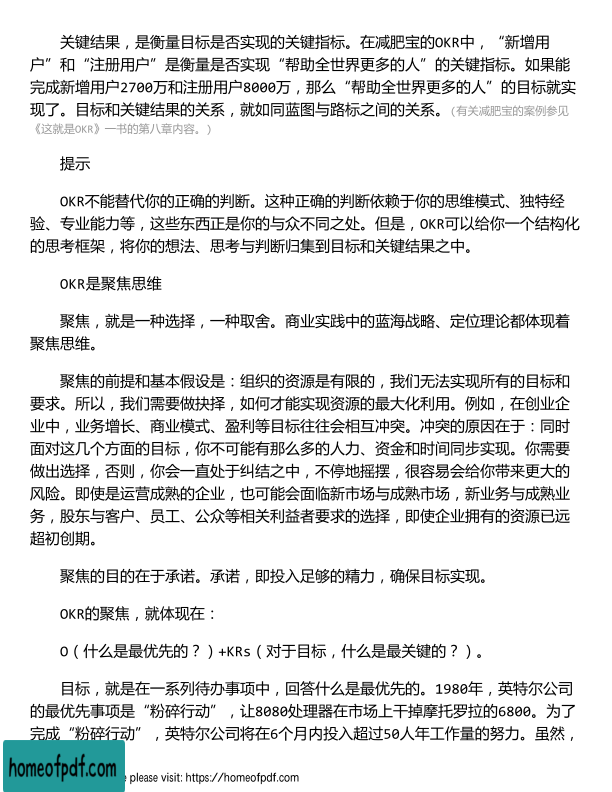 关键结果，是衡量目标是否实现的关键指标。在减肥宝的OKR中，“新增用
户”和“注册用户”是衡量是否实现“帮助全世界更多的人”的关键指标。如果能
完成新增用户2700万和注册用户8000万，那么“帮助全世界更多的人”的目标就实
现了。目标和关键结果的关系，就如同蓝图与路标之间的关系。(有关减肥宝的案例参见
《这就是OKR》一书的第八章内容。)
提示
OKR不能替代你的正确的判断。这种正确的判断依赖于你的思维模式、独特经
验、专业能力等，这些东西正是你的与众不同之处。但是，OKR可以给你一个结构化
的思考框架，将你的想法、思考与判断归集到目标和关键结果之中。
OKR是聚焦思维
聚焦，就是一种选择，一种取舍。商业实践中的蓝海战略、定位理论都体现着
聚焦思维。
聚焦的前提和基本假设是：组织的资源是有限的，我们无法实现所有的目标和
要求。所以，我们需要做抉择，如何才能实现资源的最大化利用。例如，在创业企
业中，业务增长、商业模式、盈利等目标往往会相互冲突。冲突的原因在于：同时
面对这几个方面的目标，你不可能有那么多的人力、资金和时间同步实现。你需要
做出选择，否则，你会一直处于纠结之中，不停地摇摆，很容易会给你带来更大的
风险。即使是运营成熟的企业，也可能会面临新市场与成熟市场，新业务与成熟业
务，股东与客户、员工、公众等相关利益者要求的选择，即使企业拥有的资源已远
超初创期。
聚焦的目的在于承诺。承诺，即投入足够的精力，确保目标实现。
OKR的聚焦，就体现在：
O（什么是最优先的？）+KRs（对于目标，什么是最关键的？）。
目标，就是在一系列待办事项中，回答什么是最优先的。1980年，英特尔公司
的最优先事项是“粉碎行动”，让8080处理器在市场上干掉摩托罗拉的6800。为了
完成“粉碎行动”，英特尔公司将在6个月内投入超过50人年工作量的努力。虽然，
homeofpdf.com
please visit: https://homeofpdf.com